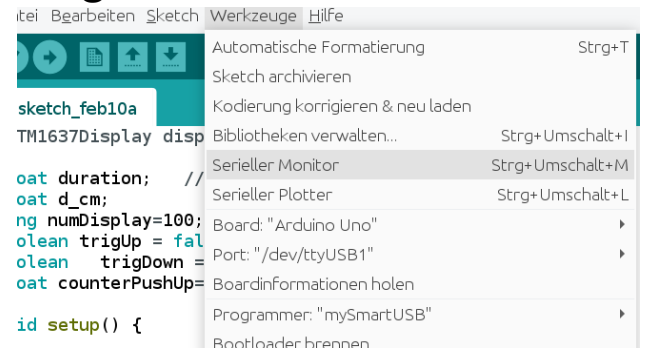 Bearbeiten Sketch Werkzeuge Hilfe
Automatische Formatierung Strg+T
Sketch archivieren
Kodierung korrigieren & neu laden
Bibliotheken verwalten... Strg+Umschalt+I
Serieller Monitor Strg+Umschalt+M
Serieller Plotter Strg+Umschalt+L
Board: "Arduino Uno"
Port: "/dev/ttyUSB1"
Boardinformationen holen
Programmer: "mySmartUSB"
Bootloader brennen
sketch_feb10a
TM1637Display disp
oat duration; //
oat d_cm;
ng numDisplay=100;
olean trigUp = fal
olean trigDown =
oat counterPushUp=
id setup() {